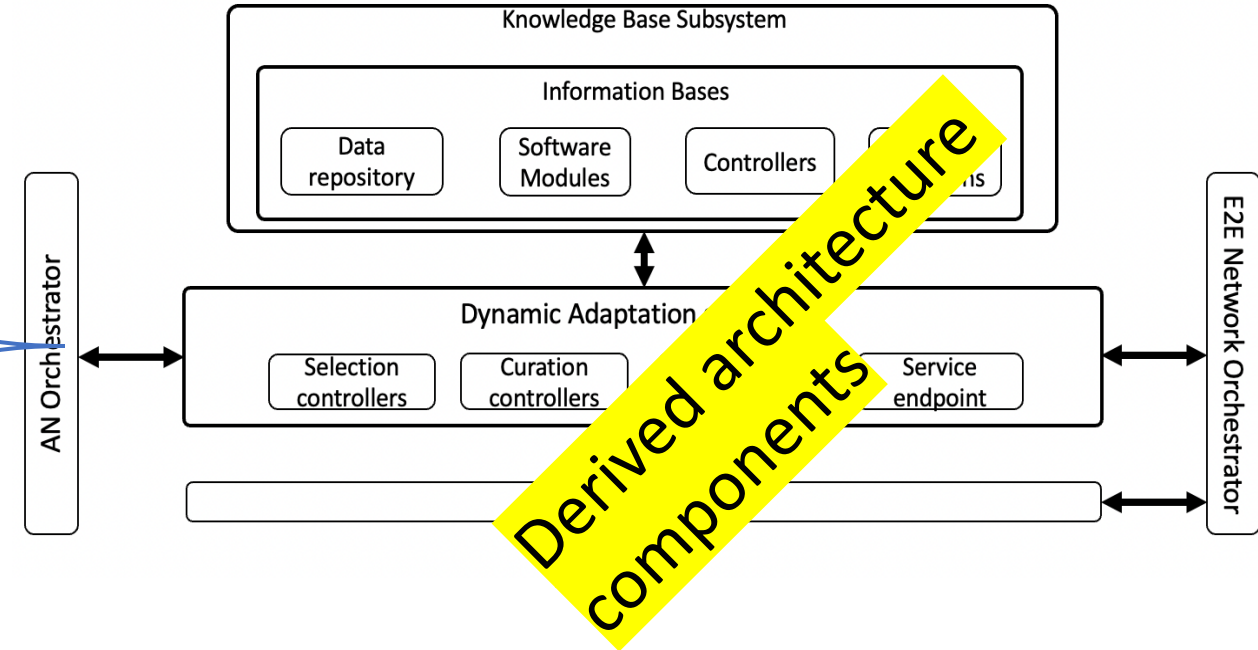 Knowledge Base Subsystem
Information Bases
Data
repository
Software
Modules
Controllers
AN Orchestrator
Dynamic Adaptation
Selection
controllers
Curation
controllers
Service
endpoint
E2E Network Orchestrator
Derived architecture
components